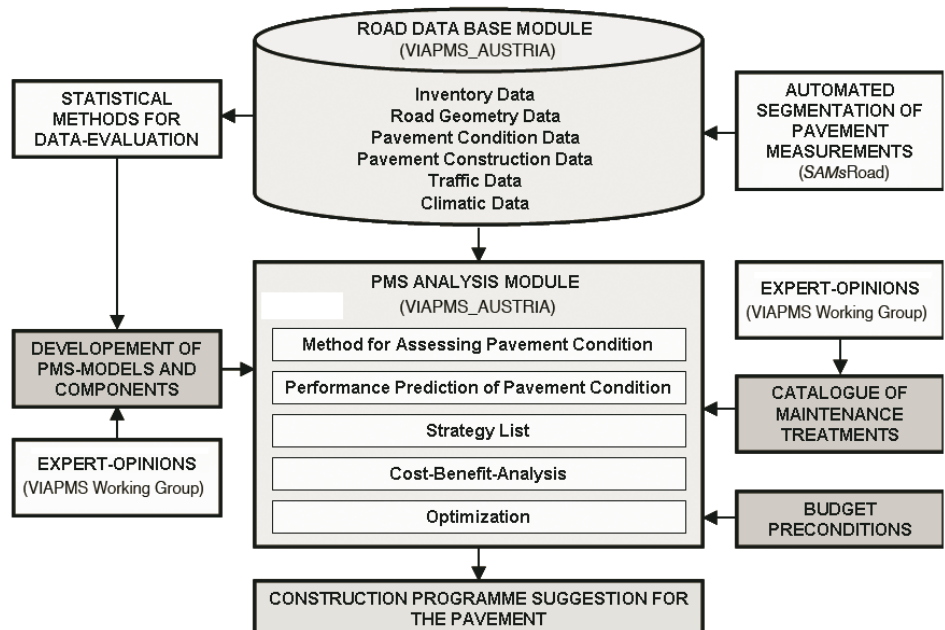 ROAD DATA BASE MODULE
(VIAPMS_AUSTRIA)
Inventory Data
Road Geometry Data
Pavement Condition Data
Pavement Construction Data
Traffic Data
Climatic Data
STATISTICAL
METHODS FOR
DATA-EVALUATION
AUTOMATED
SEGMENTATION OF
PAVEMENT
MEASUREMENTS
(SAMsRoad)
PMS ANALYSIS MODULE
(VIAPMS_AUSTRIA)
Method for Assessing Pavement Condition
Performance Prediction of Pavement Condition
Strategy List
Cost-Benefit-Analysis
Optimization
DEVELOPEMENT OF
PMS-MODELS AND
COMPONENTS
EXPERT-OPINIONS
(VIAPMS Working Group)
EXPERT-OPINIONS
(VIAPMS Working Group)
CATALOGUE OF
MAINTENANCE
TREATMENTS
BUDGET
PRECONDITIONS
CONSTRUCTION PROGRAMME SUGGESTION FOR
THE PAVEMENT